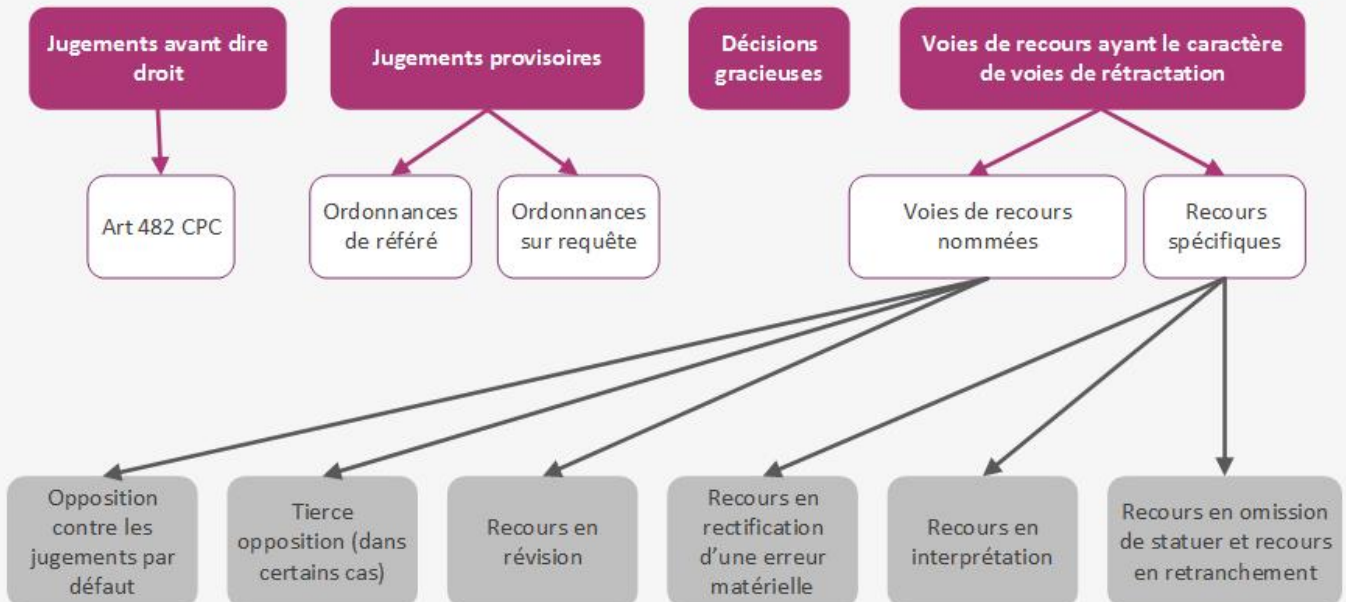 Jugements avant dire
droit
Jugements provisoires
Décisions
gracieuses
Voies de recours ayant le caractère
de voies de rétractation
Art 482 CPC
Ordonnances
de référé
Ordonnances
sur requête
Voies de recours
nommées
Recours
spécifiques
Opposition
contre les
jugements par
défaut
Tierce
opposition (dans
certains cas)
Recours en
révision
Recours en
rectification
d’une erreur
matérielle
Recours en
interprétation
Recours en omission
de statuer et recours
en retranchement